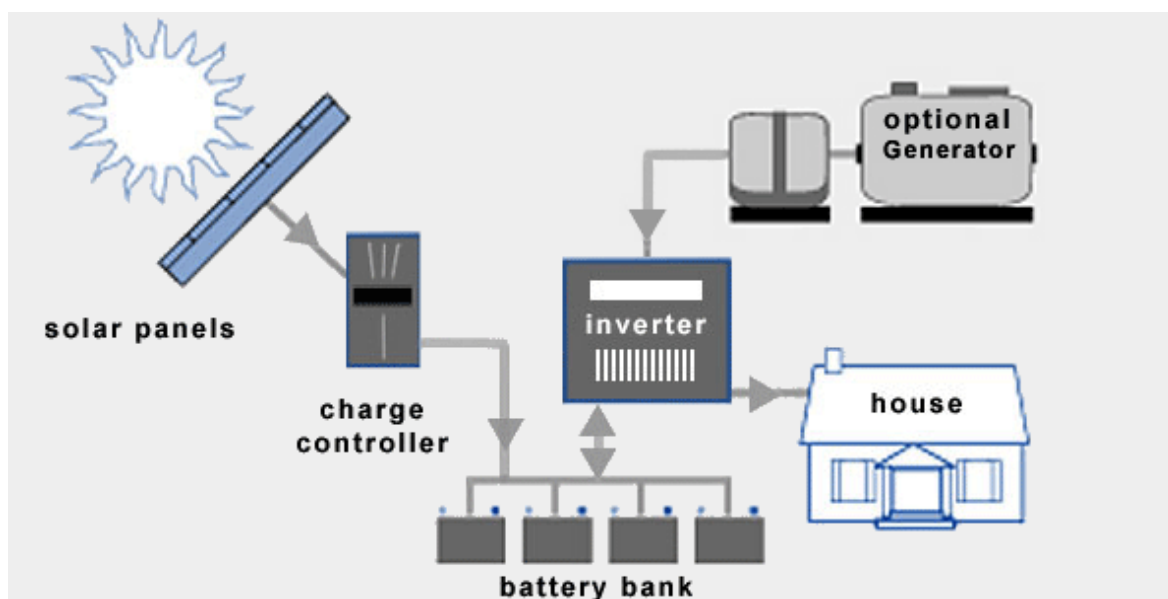 optional
Generator
inverter
solar panels
house
charge
controller
battery bank